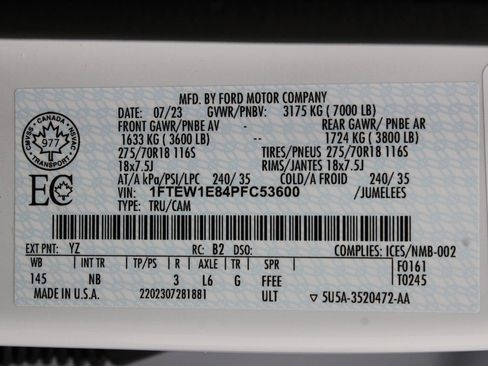 MFD. BY FORD MOTOR COMPANY
DATE: 07/23 GVWR/PNBV: 3175 KG (7000 LB)
FRONT GAWR/PNBE AV - REAR GAWR/ PNBE AR
1633 KG (3600 LB) -- 1724 KG (3800 LB)
275/70R18 116S TIRES/PNEUS 275/70R18 116S
18x7.5J RIMS/JANTES 18x7.5J
AT/A kPa/PSI/LPC 240/ 35 COLD/A FROID 240/ 35
VIN: 1FTEW1E84PFC53600 /JUMELEES
TYPE: TRU/CAM
CMVSS - CANADA - NSVAC
977
TRANSPORT
EC
EXT PNT: YZ RC: B2 DSO: COMPLIES: ICES/NMB-002
WB INT TR TP/PS R AXLE TR SPR F0161
145 NB 3 L6 G FFEE T0245
MADE IN U.S.A. 2202307281881 ULT ▽ 5U5A-3520472-AA